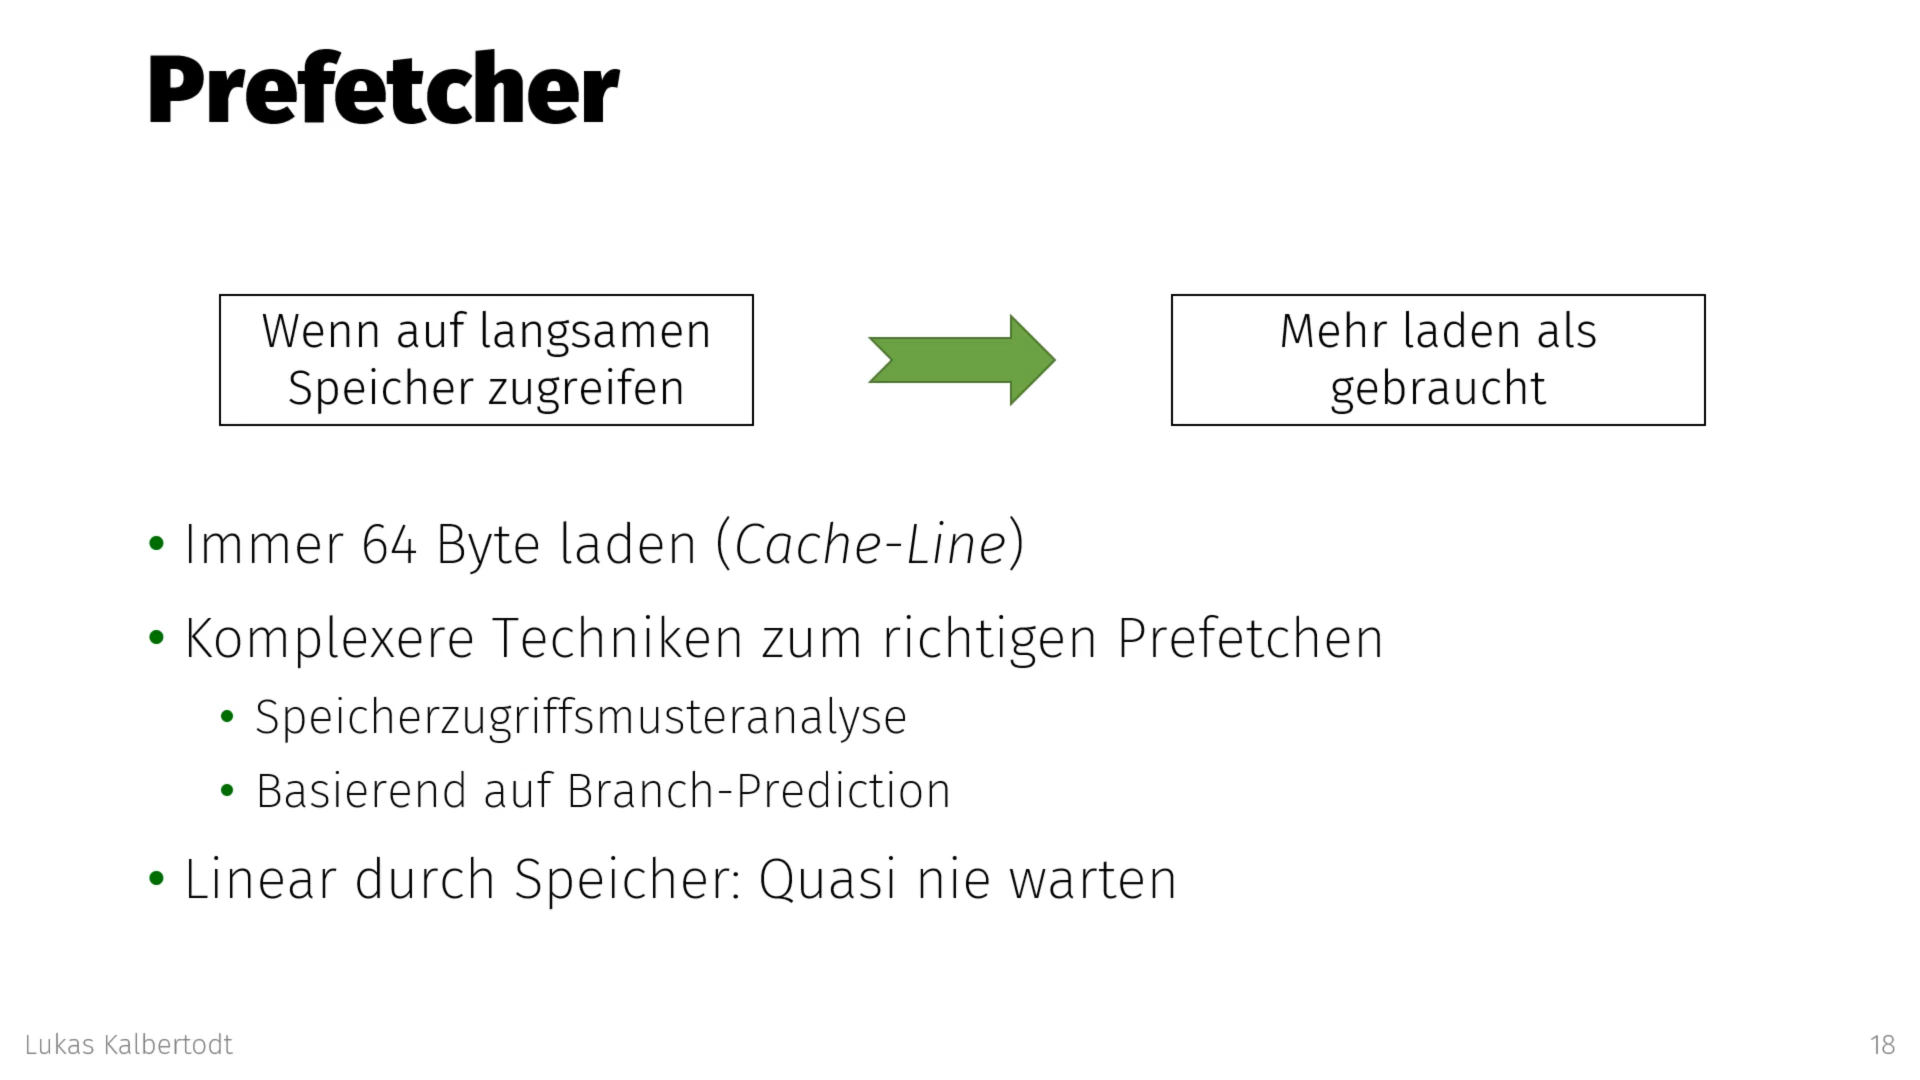 Prefetcher
Wenn auf langsamen
Speicher zugreifen
Mehr laden als
gebraucht
• Immer 64 Byte laden (Cache-Line)
• Komplexere Techniken zum richtigen Prefetchen
• Speicherzugriffsmusteranalyse
• Basierend auf Branch-Prediction
• Linear durch Speicher: Quasi nie warten
Lukas Kalbertodt
18